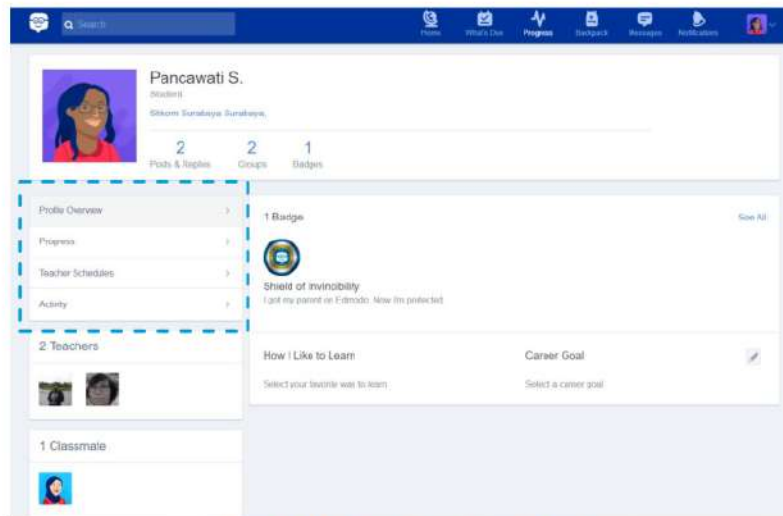 Search
Home
What's Due
Progress
Backpack
Messages
Notifications
Pancawati S.
Student
Stikom Surabaya Surabaya,
2
Posts & Replies
2
Groups
1
Badges
Profile Overview
Progress
Teacher Schedules
Activity
2 Teachers
1 Classmate
1 Badge
See All
Shield of Invincibility
I got my parent on Edmodo. Now I'm protected
How I Like to Learn
Select your favorite way to learn
Career Goal
Select a career goal